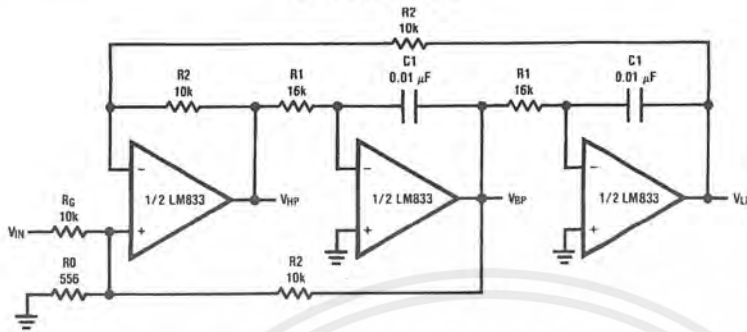 R2
10k
C1
0.01 μF
C1
0.01 μF
R2
10k
R1
16k
R1
16k
−
1/2 LM833
+
VHP
−
1/2 LM833
+
VBP
−
1/2 LM833
+
RG
10k
VIN
R0
556
R2
10k